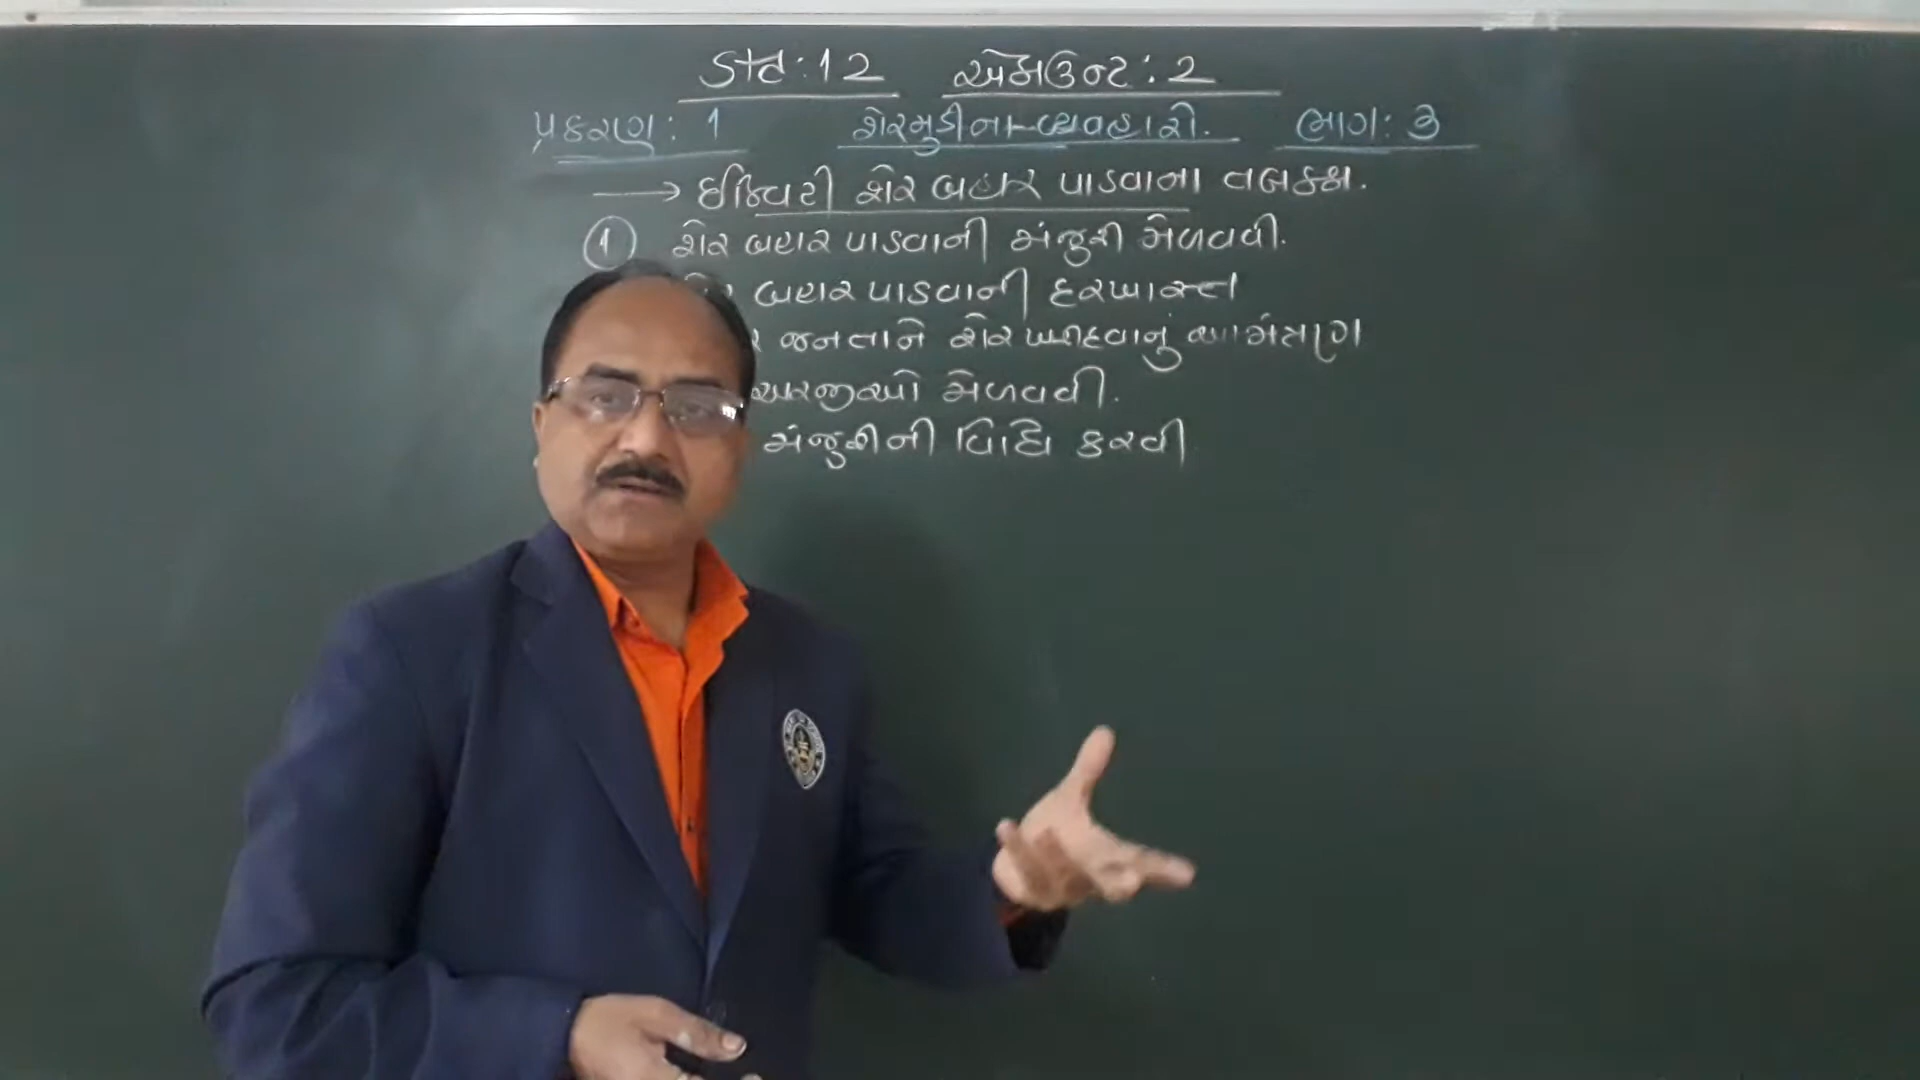 Std : 12 એકાઉન્ટ : 2
પ્રકરણ : 1 શેરમુડીના વ્યવહારો. ભાગ : 3
→ ઈક્વિટી શેર બહાર પાડવાના તબક્કા.
1 શેર બહાર પાડવાની મંજુરી મેળવવી.
બહાર પાડવાની દરખાસ્ત
જનતાને શેર ખરીદવાનું આમંત્રણ
અરજીઓ મેળવવી.
મંજુરીની વિધિ કરવી